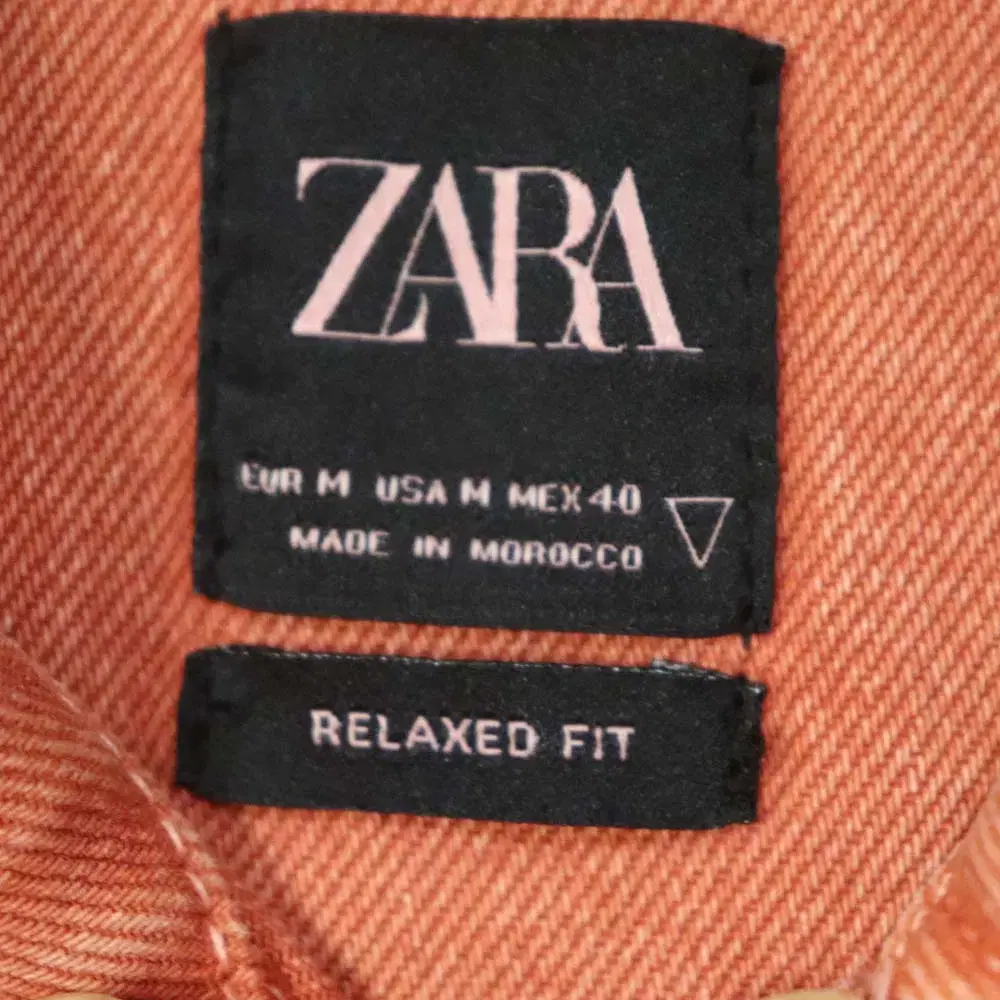 ZARA
EUR M USA M MEX 40
MADE IN MOROCCO
RELAXED FIT